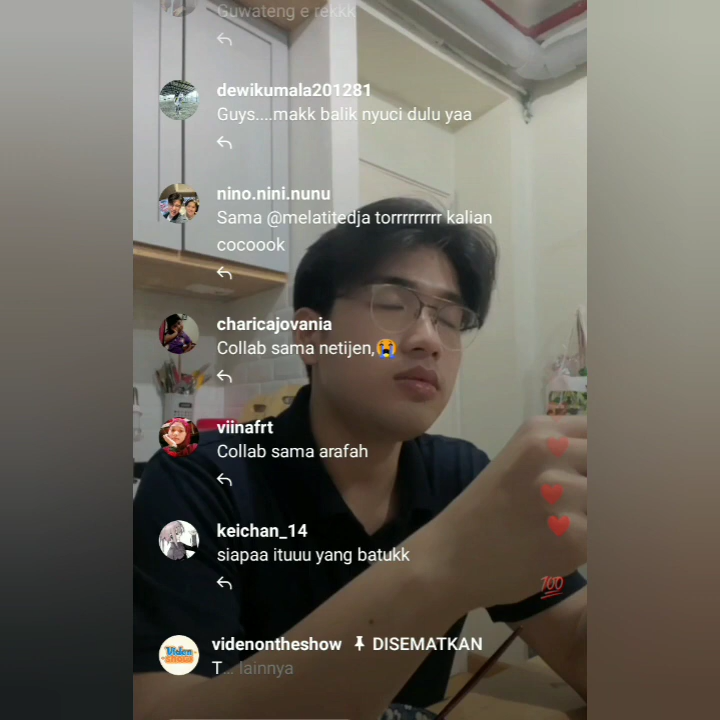 Guwateng e rekkk
dewikumala201281
Guys....makk balik nyuci dulu yaa
nino.nini.nunu
Sama @melatitedja torrrrrrrrr kalian
cocoook
charicajovania
Collab sama netijen,😭
viinafrt
Collab sama arafah
keichan_14
siapaa ituuu yang batukk
💯
videnontheshow 📌 DISEMATKAN
T... lainnya